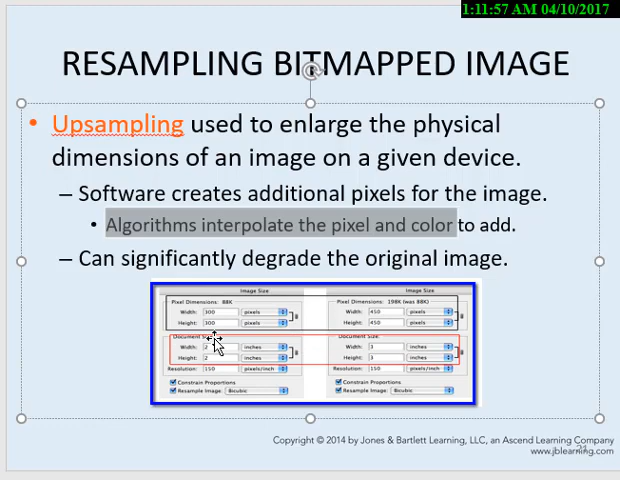 1:11:57 AM 04/10/2017
RESAMPLING BITMAPPED IMAGE
• Upsampling used to enlarge the physical
dimensions of an image on a given device.
– Software creates additional pixels for the image.
• Algorithms interpolate the pixel and color to add.
– Can significantly degrade the original image.
Image Size Image Size
Pixel Dimensions: 88K Pixel Dimensions: 198K (was 88K)
Width: 300 pixels Width: 450 pixels
Height: 300 pixels Height: 450 pixels
Document Document Size:
Width: 2 inches Width: 3 inches
Height: 2 inches Height: 3 inches
Resolution: 150 pixels/inch Resolution: 150 pixels/inch
Constrain Proportions Constrain Proportions
Resample Image: Bicubic Resample Image: Bicubic
Copyright © 2014 by Jones & Bartlett Learning, LLC, an Ascend Learning Company
www.jblearning.com